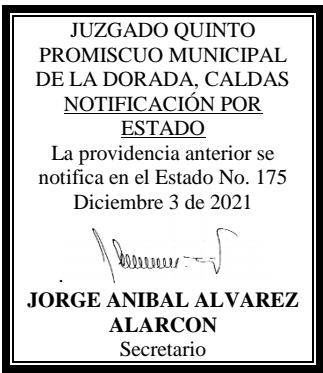 JUZGADO QUINTO
PROMISCUO MUNICIPAL
DE LA DORADA, CALDAS
NOTIFICACIÓN POR
ESTADO
La providencia anterior se
notifica en el Estado No. 175
Diciembre 3 de 2021
JORGE ANIBAL ALVAREZ
ALARCON
Secretario